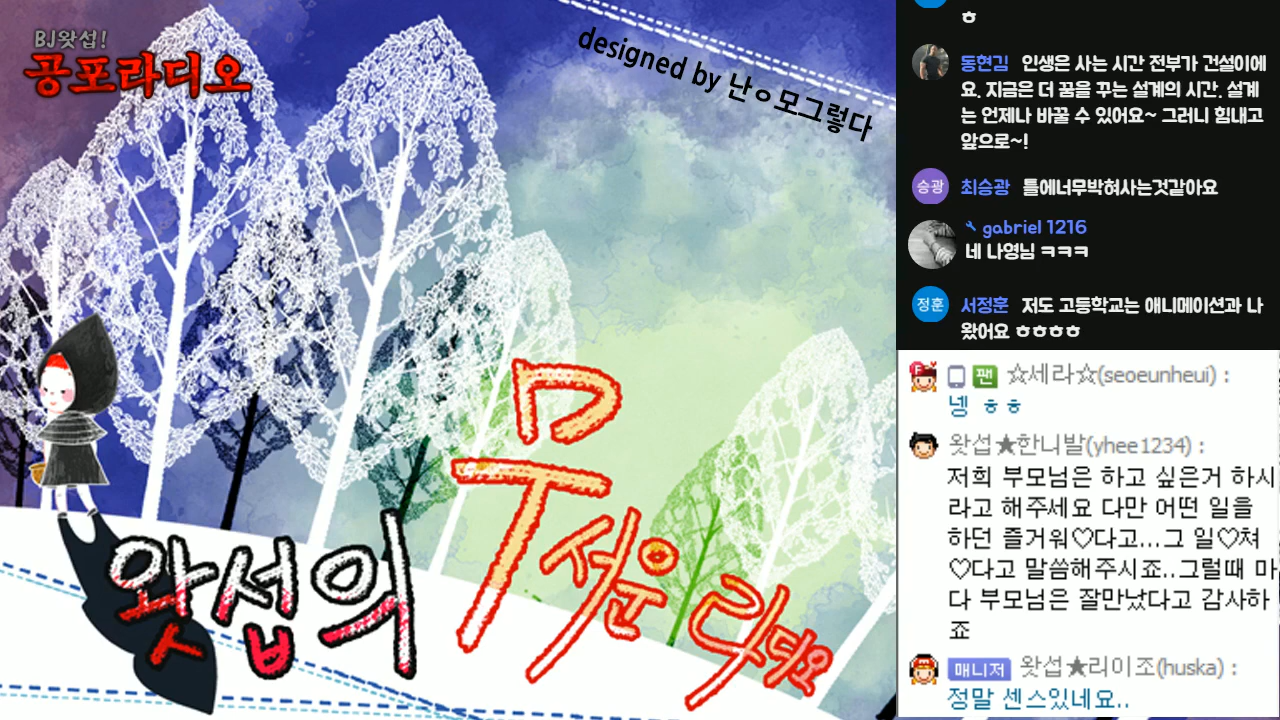 BJ왓섭!
공포라디오
designed by 난ㅇ모그렇다
왓섭의
무서운 라디오
ㅎ
동현김 인생은 사는 시간 전부가 건설이에
요. 지금은 더 꿈을 꾸는 설계의 시간. 설계
는 언제나 바꿀 수 있어요~ 그러니 힘내고
앞으로~!
승광 최승광 틀에너무박혀사는것같아요
gabriel 1216
네 나영님 ㅋㅋㅋ
정훈 서정훈 저도 고등학교는 애니메이션과 나
왔어요 ㅎㅎㅎㅎ
F 팬 ☆세라☆(seoeunheui) :
넹 ㅎㅎ
왓섭★한니발(yhee1234) :
저희 부모님은 하고 싶은거 하시
라고 해주세요 다만 어떤 일을
하던 즐거워♡다고...그 일♡쳐
♡다고 말씀해주시죠..그럴때 마
다 부모님은 잘만났다고 감사하
죠
매니저 왓섭★리이조(huska) :
정말 센스있네요..